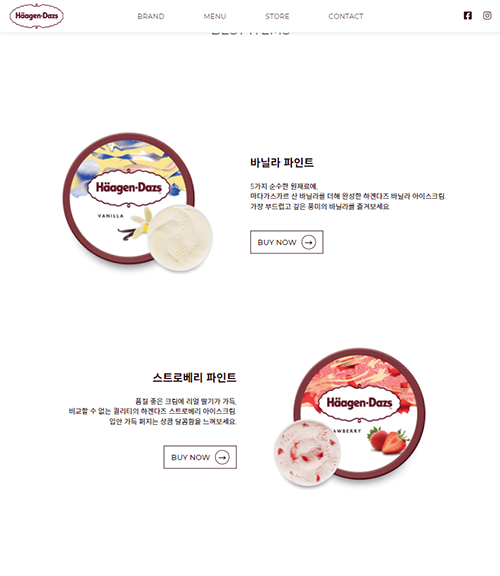 Häagen-Dazs
BRAND
MENU
STORE
CONTACT
BEST ITEMS
Häagen-Dazs
VANILLA
바닐라 파인트
5가지 순수한 원재료에,
마다가스카르 산 바닐라를 더해 완성한 하겐다즈 바닐라 아이스크림.
가장 부드럽고 깊은 풍미의 바닐라를 즐겨보세요.
BUY NOW
스트로베리 파인트
품질 좋은 크림에 리얼 딸기가 가득,
비교할 수 없는 퀄리티의 하겐다즈 스트로베리 아이스크림.
입안 가득 퍼지는 상큼 달콤함을 느껴보세요.
BUY NOW
Häagen-Dazs
AWBERRY